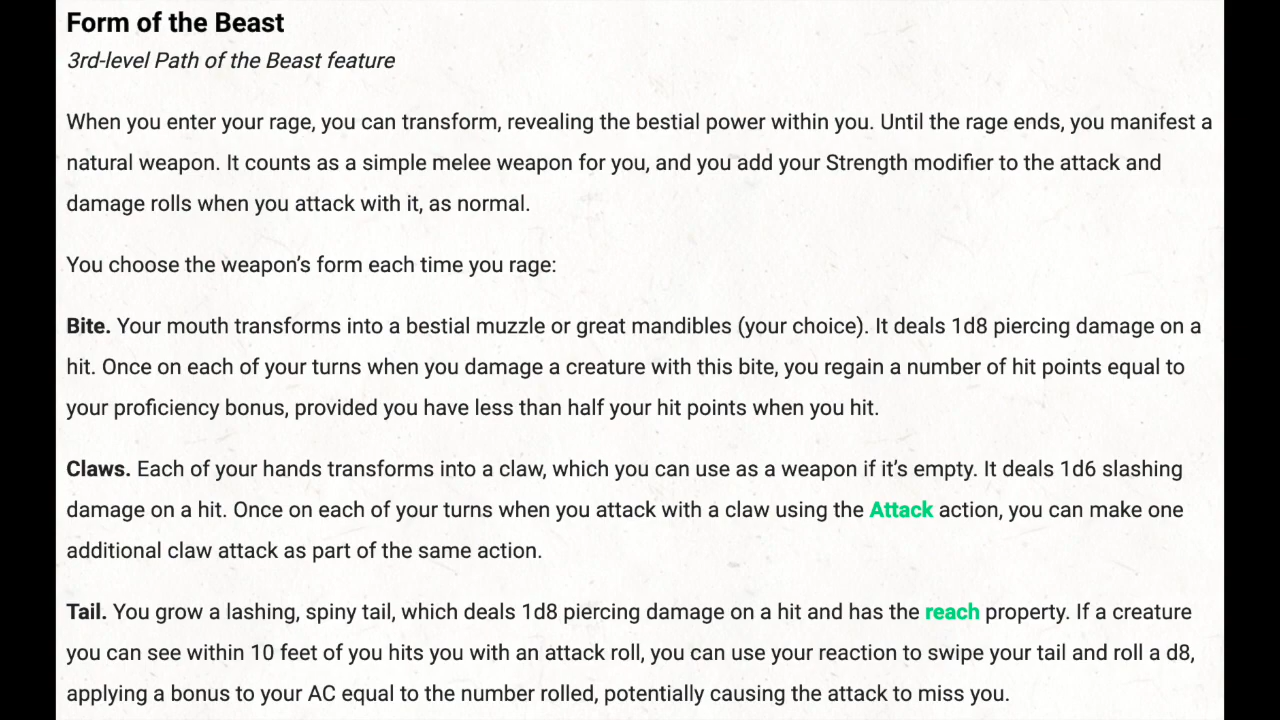 Form of the Beast
3rd-level Path of the Beast feature
When you enter your rage, you can transform, revealing the bestial power within you. Until the rage ends, you manifest a
natural weapon. It counts as a simple melee weapon for you, and you add your Strength modifier to the attack and
damage rolls when you attack with it, as normal.
You choose the weapon’s form each time you rage:
Bite. Your mouth transforms into a bestial muzzle or great mandibles (your choice). It deals 1d8 piercing damage on a
hit. Once on each of your turns when you damage a creature with this bite, you regain a number of hit points equal to
your proficiency bonus, provided you have less than half your hit points when you hit.
Claws. Each of your hands transforms into a claw, which you can use as a weapon if it’s empty. It deals 1d6 slashing
damage on a hit. Once on each of your turns when you attack with a claw using the Attack action, you can make one
additional claw attack as part of the same action.
Tail. You grow a lashing, spiny tail, which deals 1d8 piercing damage on a hit and has the reach property. If a creature
you can see within 10 feet of you hits you with an attack roll, you can use your reaction to swipe your tail and roll a d8,
applying a bonus to your AC equal to the number rolled, potentially causing the attack to miss you.